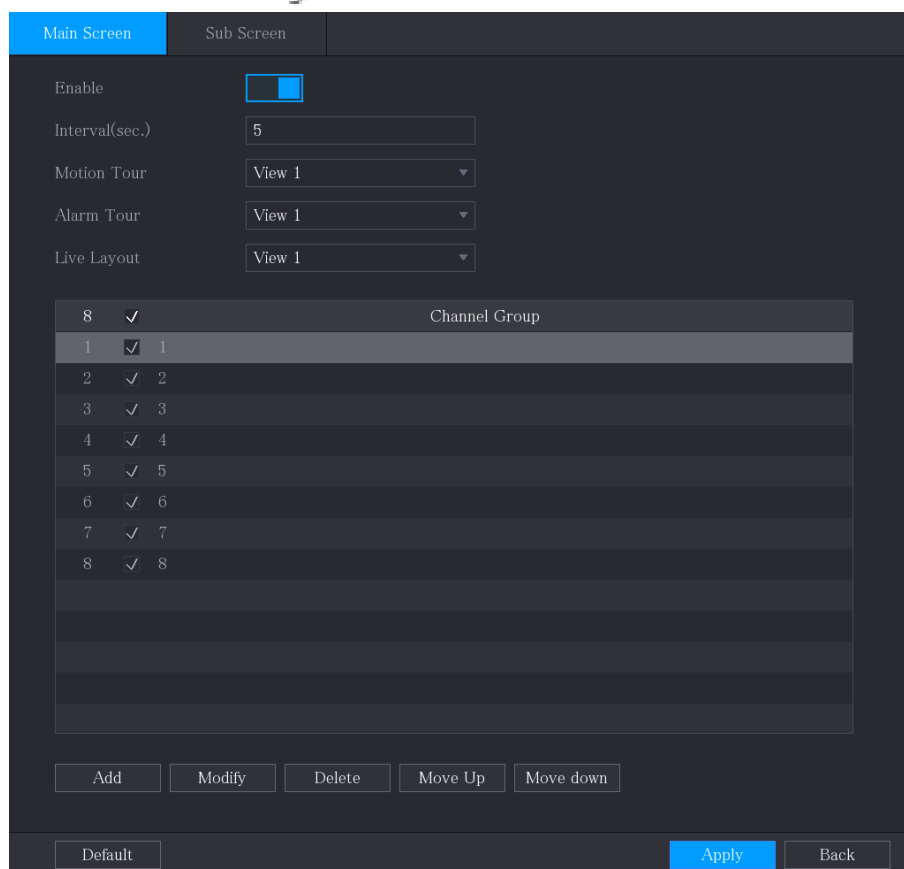 Main Screen Sub Screen
Enable
Interval(sec.) 5
Motion Tour View 1
Alarm Tour View 1
Live Layout View 1
8 Channel Group
1 1
2 2
3 3
4 4
5 5
6 6
7 7
8 8
Add Modify Delete Move Up Move down
Default Apply Back